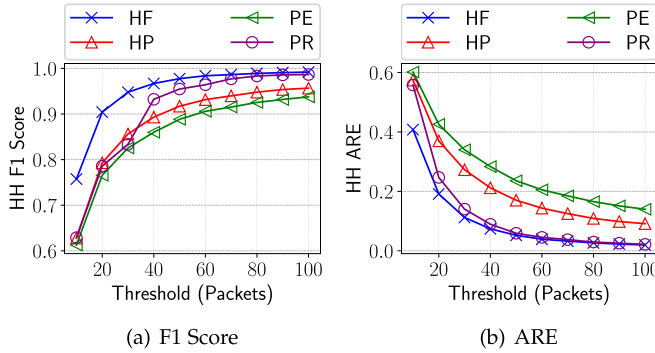 HF PE
HP PR
HH F1 Score
1.0
0.9
0.8
0.7
0.6
20 40 60 80 100
Threshold (Packets)
(a) F1 Score
HF PE
HP PR
HH ARE
0.6
0.4
0.2
0.0
20 40 60 80 100
Threshold (Packets)
(b) ARE